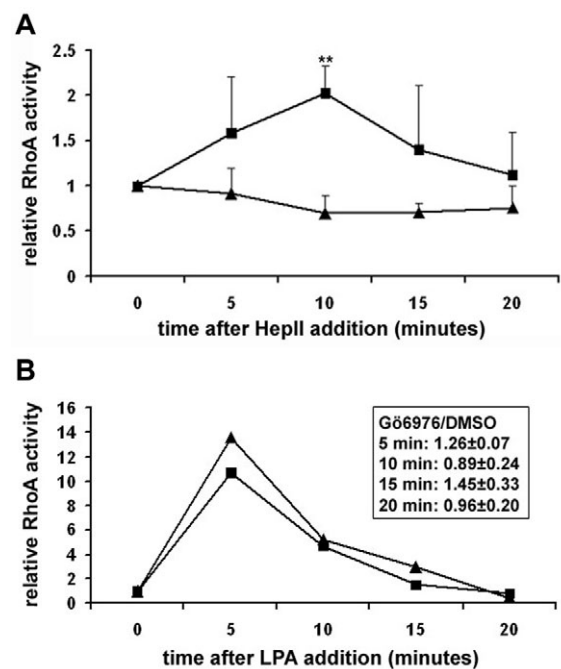 A
relative RhoA activity
2.5
**
2
1.5
1
0.5
0
0 5 10 15 20
time after HepII addition (minutes)
B
relative RhoA activity
16
14
12
10
8
6
4
2
0
Gö6976/DMSO
5 min: 1.26±0.07
10 min: 0.89±0.24
15 min: 1.45±0.33
20 min: 0.96±0.20
0 5 10 15 20
time after LPA addition (minutes)